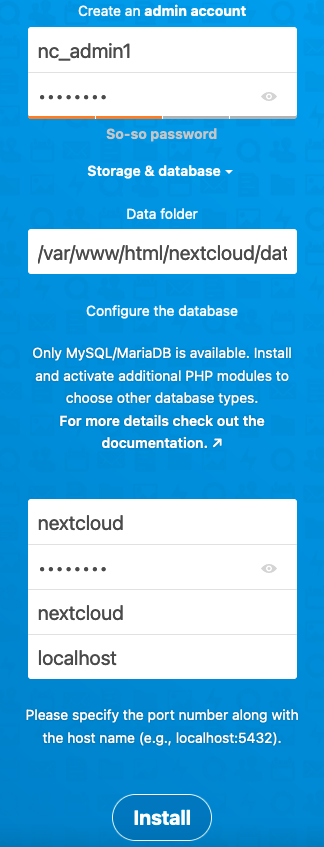 Create an admin account
nc_admin1
••••••••
So-so password
Storage & database
Data folder
/var/www/html/nextcloud/dat
Configure the database
Only MySQL/MariaDB is available. Install
and activate additional PHP modules to
choose other database types.
For more details check out the
documentation. ↗
nextcloud
••••••••
nextcloud
localhost
Please specify the port number along with
the host name (e.g., localhost:5432).
Install